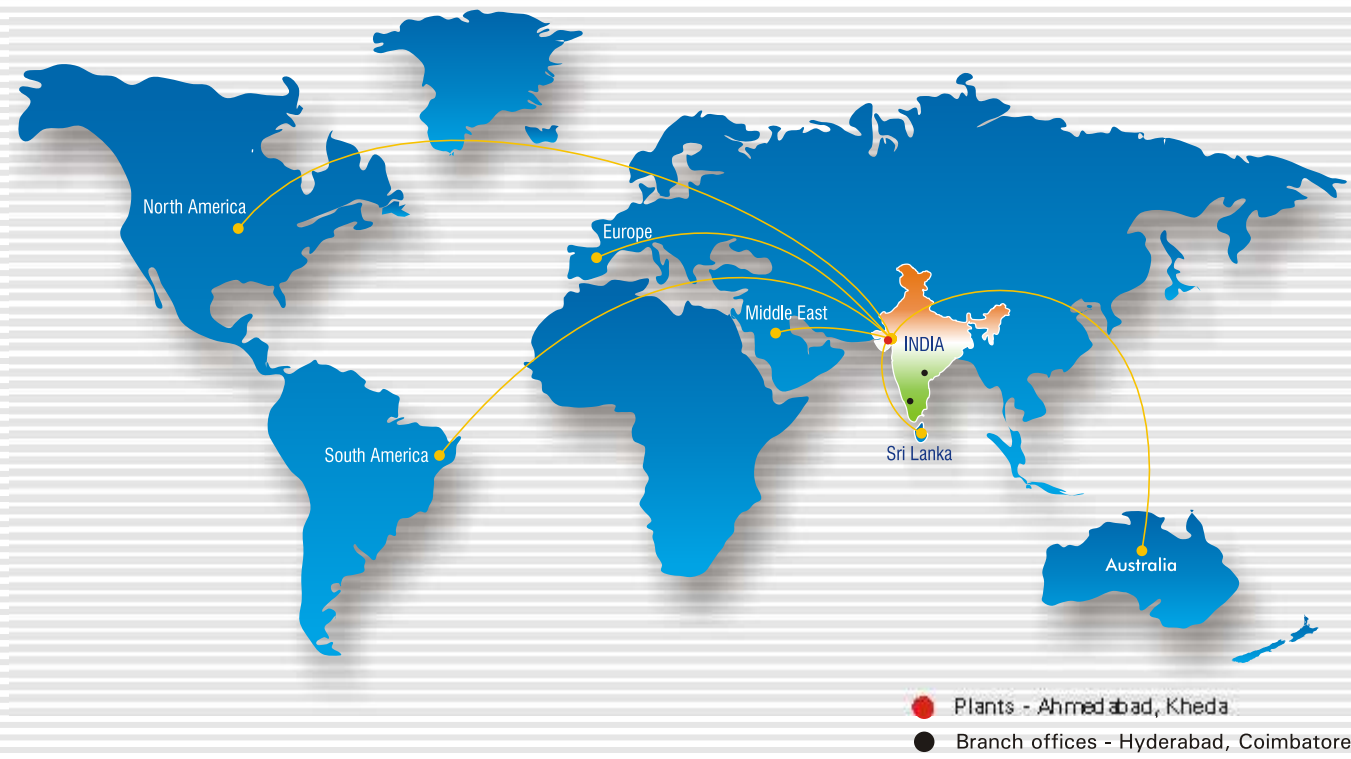 North America
Europe
Middle East
INDIA
South America
Sri Lanka
Australia
Plants - Ahmedabad, Kheda
Branch offices - Hyderabad, Coimbatore